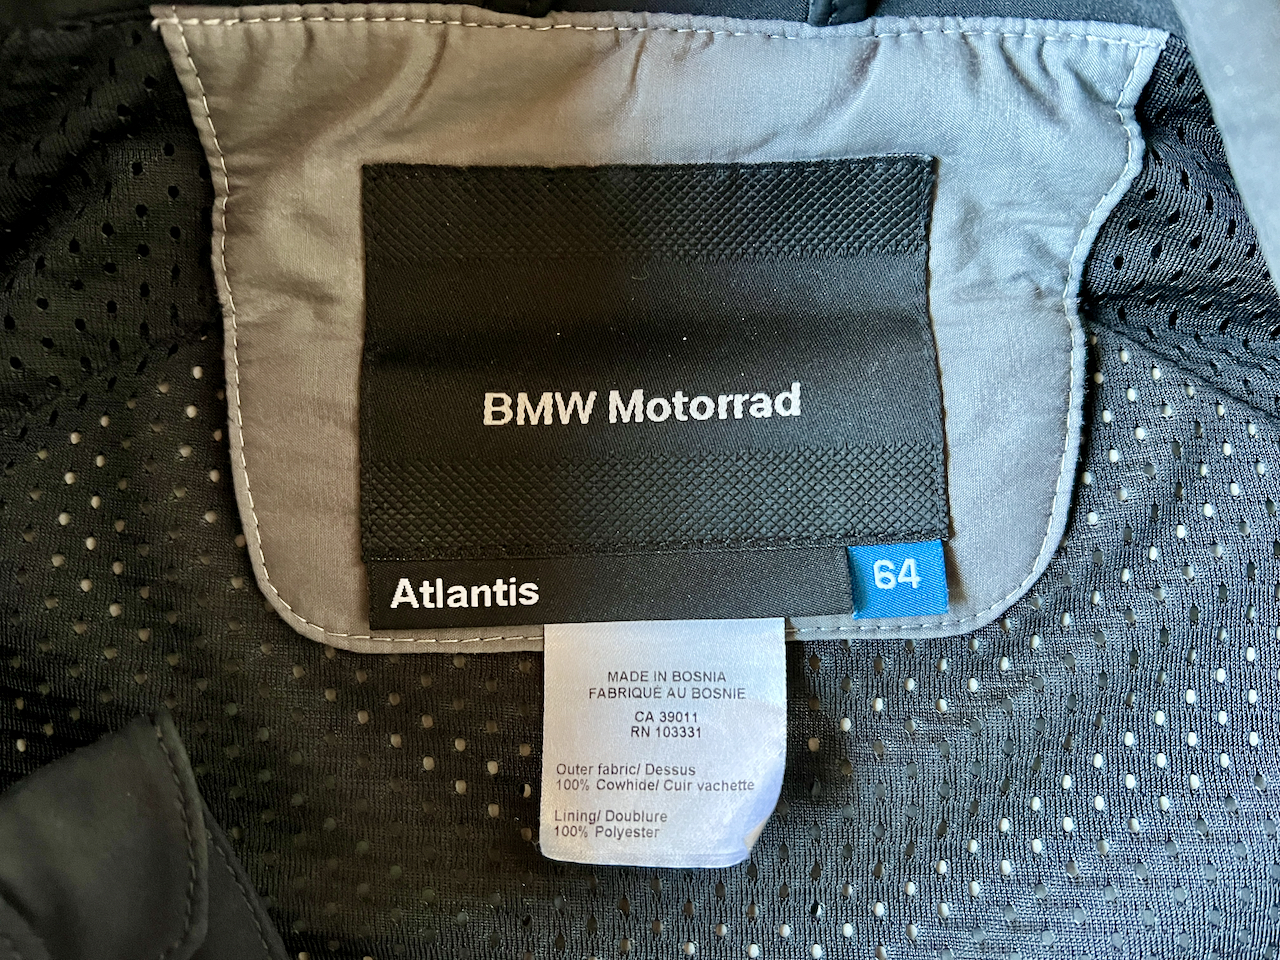 BMW Motorrad
Atlantis
64
MADE IN BOSNIA
FABRIQUÉ AU BOSNIE
CA 39011
RN 103331
Outer fabric/ Dessus
100% Cowhide/ Cuir vachette
Lining/ Doublure
100% Polyester